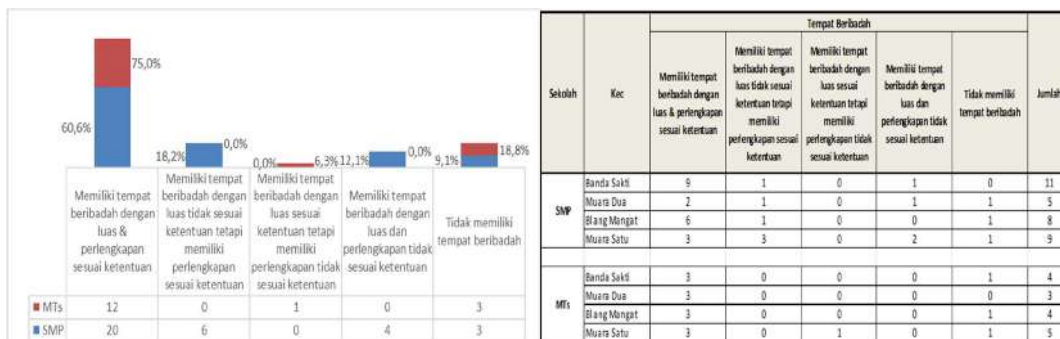 75,0%
60,6%
18,2%
0,0%
0,0%
6,3%
12,1%
0,0%
9,1%
18,8%
Memiliki tempat beribadah dengan luas & perlengkapan sesuai ketentuan
Memiliki tempat beribadah dengan luas tidak sesuai ketentuan tetapi memiliki perlengkapan sesuai ketentuan
Memiliki tempat beribadah dengan luas sesuai ketentuan tetapi memiliki perlengkapan tidak sesuai ketentuan
Memiliki tempat beribadah dengan luas dan perlengkapan tidak sesuai ketentuan
Tidak memiliki tempat beribadah
MTs 12 0 1 0 3
SMP 20 6 0 4 3
Sekolah Kec Tempat Beribadah Jumlah
Memiliki tempat beribadah dengan luas & perlengkapan sesuai ketentuan
Memiliki tempat beribadah dengan luas tidak sesuai ketentuan tetapi memiliki perlengkapan sesuai ketentuan
Memiliki tempat beribadah dengan luas sesuai ketentuan tetapi memiliki perlengkapan tidak sesuai ketentuan
Memiliki tempat beribadah dengan luas dan perlengkapan tidak sesuai ketentuan
Tidak memiliki tempat beribadah
SMP
Banda Sakti 9 1 0 1 0 11
Muara Dua 2 1 0 1 1 5
Blang Mangat 6 1 0 0 1 8
Muara Satu 3 3 0 2 1 9
MTs
Banda Sakti 3 0 0 0 1 4
Muara Dua 3 0 0 0 0 3
Blang Mangat 3 0 0 0 1 4
Muara Satu 3 0 1 0 1 5